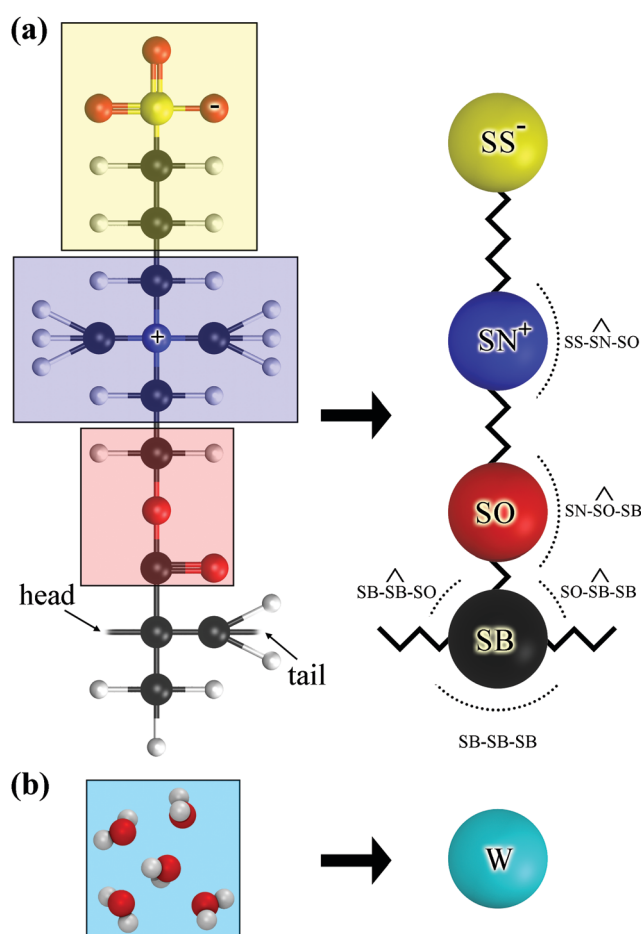 (a)
-
SS-
+
SN+
SS-SN-SO
SO
SN-SO-SB
head
SB-SB-SO
SO-SB-SB
SB
tail
SB-SB-SB
(b)
W